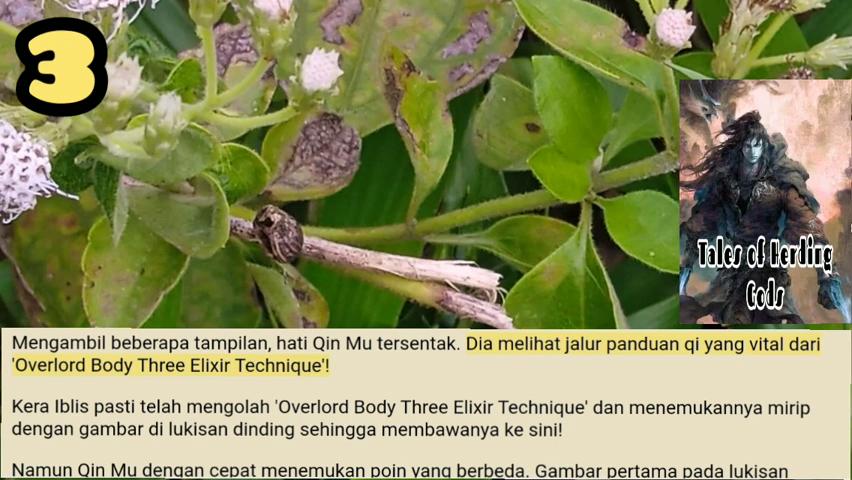 3
Tales of Herding
Gods
Mengambil beberapa tampilan, hati Qin Mu tersentak. Dia melihat jalur panduan qi yang vital dari
'Overlord Body Three Elixir Technique'!
Kera Iblis pasti telah mengolah 'Overlord Body Three Elixir Technique' dan menemukannya mirip
dengan gambar di lukisan dinding sehingga membawanya ke sini!
Namun Qin Mu dengan cepat menemukan poin yang berbeda. Gambar pertama pada lukisan